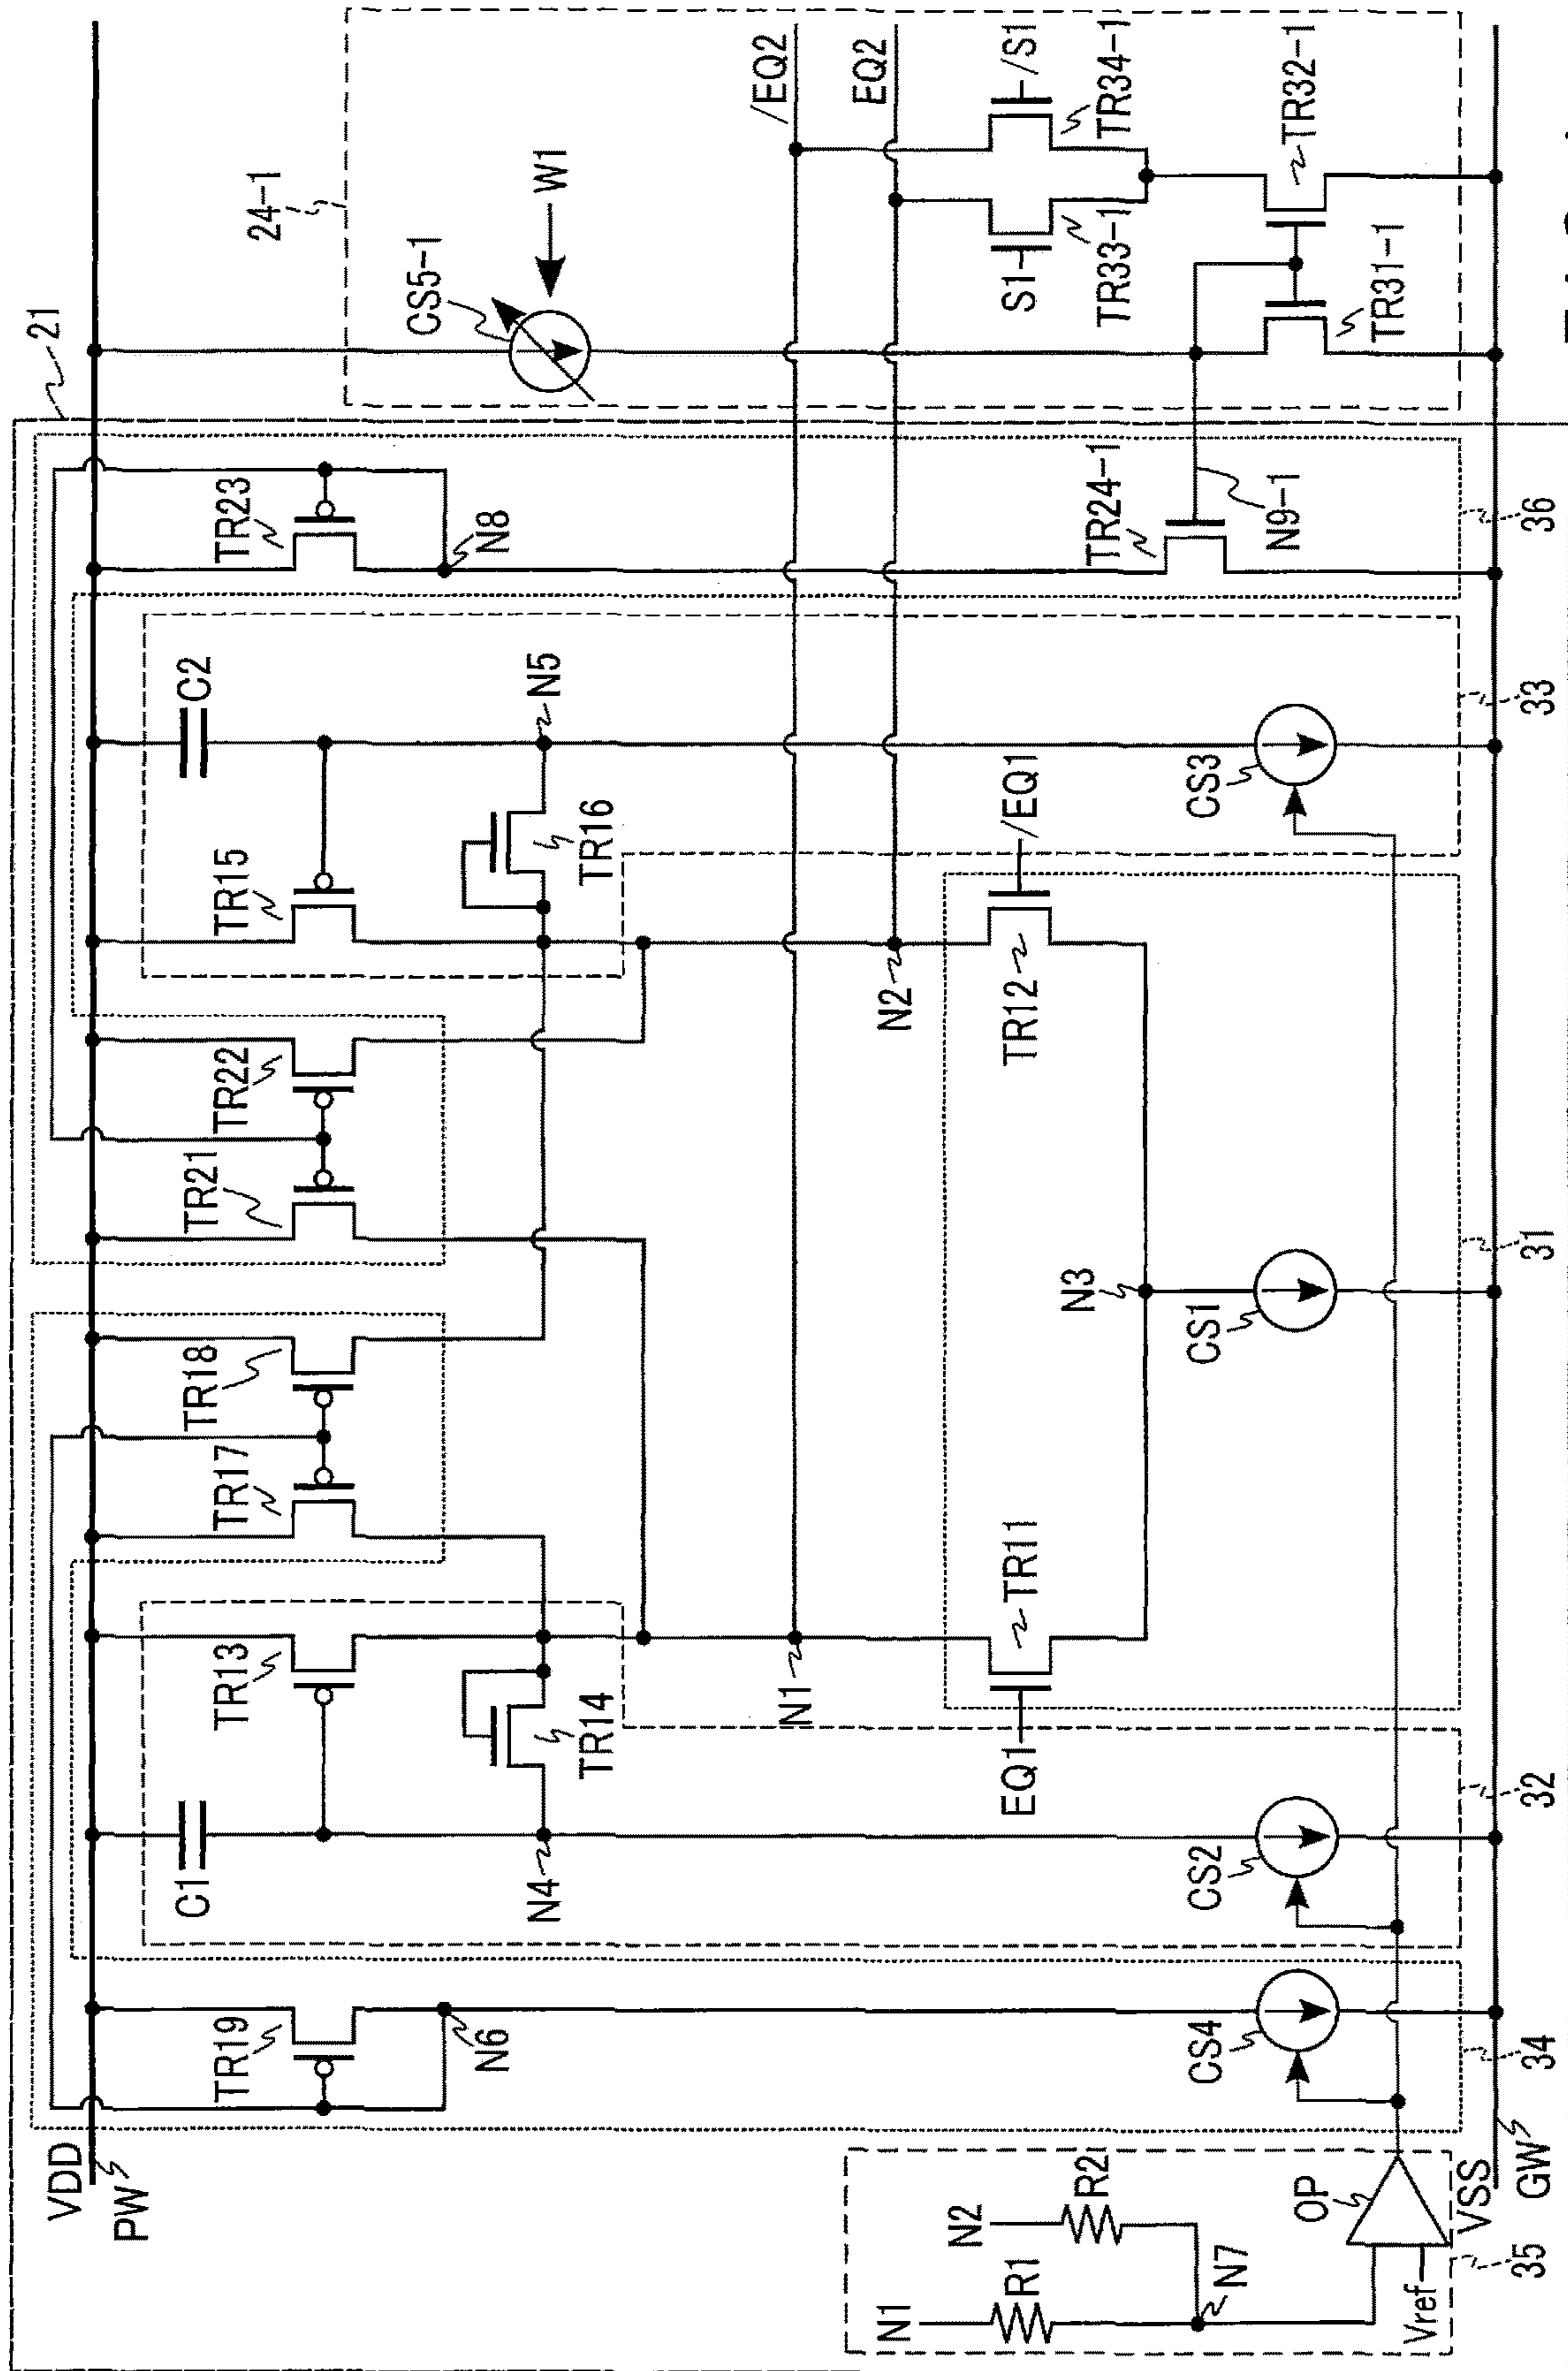 21
VDD
24-1
PW
C1
TR18
TR21
C2
TR19
TR13
TR17
TR22
TR15
TR23
CS5-1
W1
N6
N8
N4
N5
TR14
TR16
/EQ2
N1
EQ2
N1
N2
N2
R1
EQ1
TR11
TR12
/EQ1
S1
/S1
R2
N3
TR24-1
TR33-1
TR34-1
CS4
CS2
CS1
CS3
N7
N9-1
TR32-1
OP
TR31-1
Vref
VSS
GW
35
34
32
31
33
36